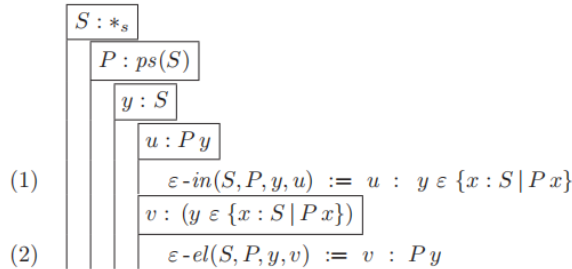 S : *ₛ
P : ps(S)
y : S
u : P y
(1) ε-in(S, P, y, u) := u : y ε {x : S | P x}
v : (y ε {x : S | P x})
(2) ε-el(S, P, y, v) := v : P y